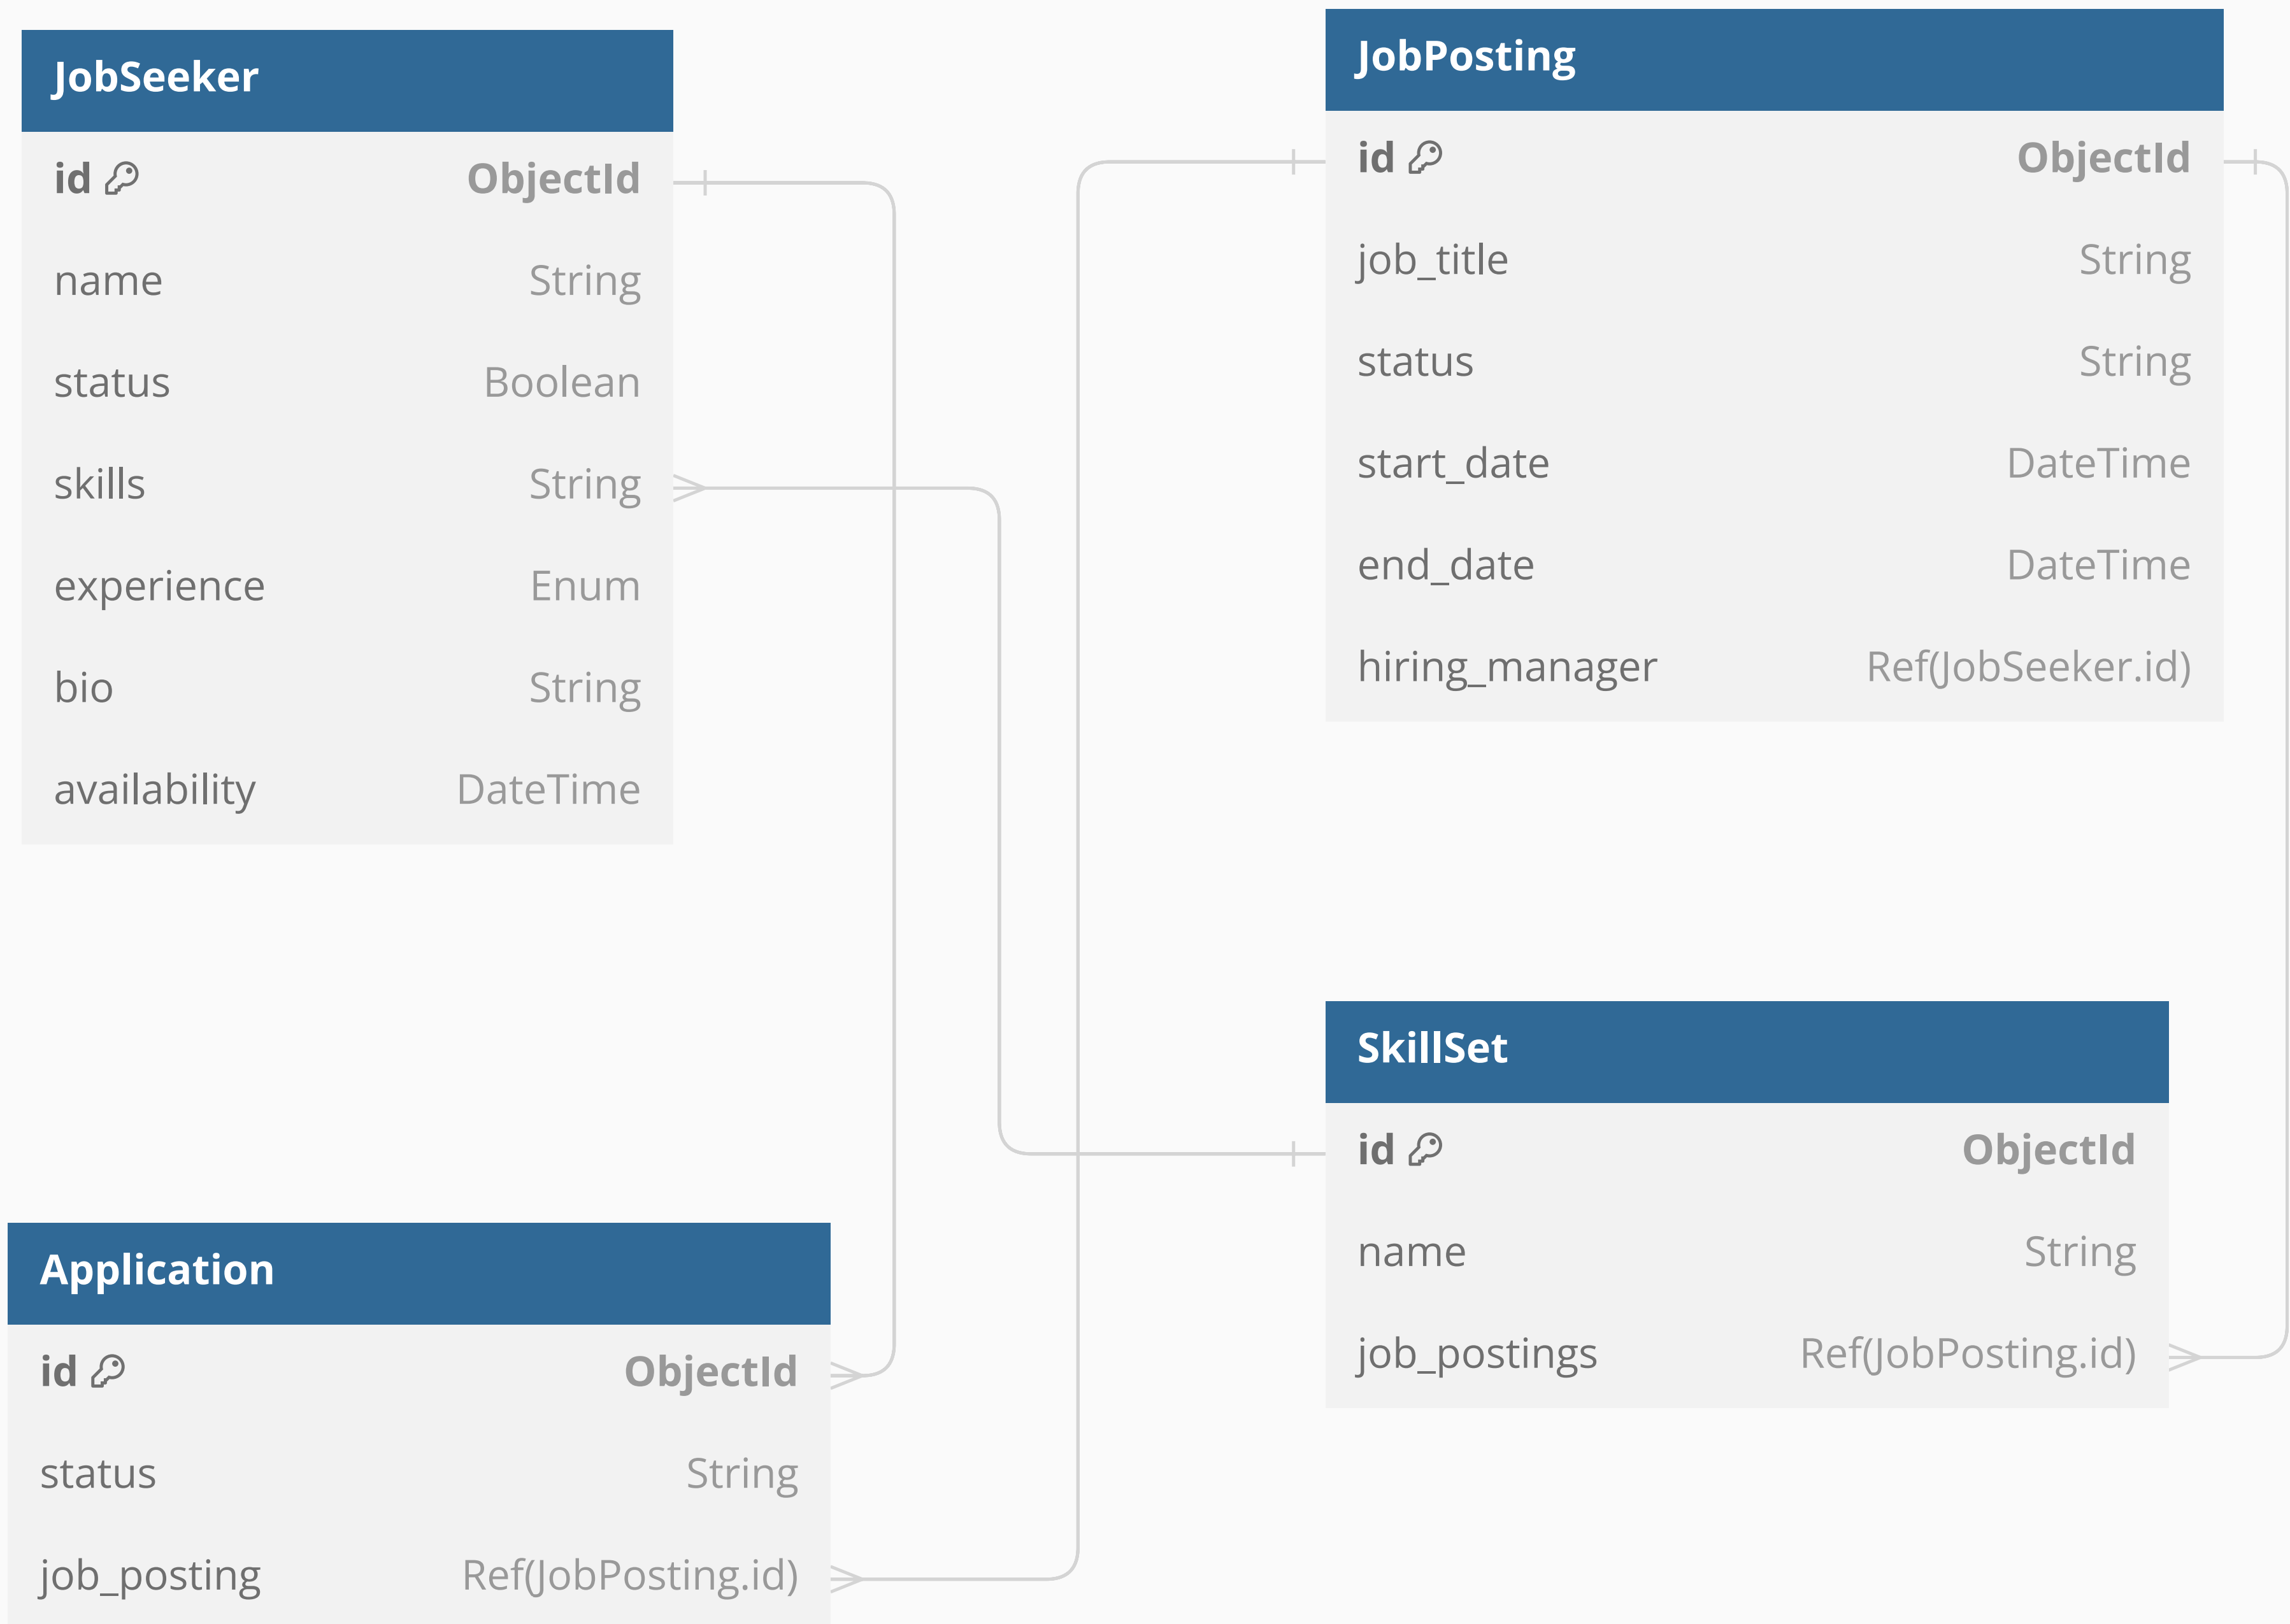 JobSeeker
id ObjectId
name String
status Boolean
skills String
experience Enum
bio String
availability DateTime
JobPosting
id ObjectId
job_title String
status String
start_date DateTime
end_date DateTime
hiring_manager Ref(JobSeeker.id)
SkillSet
id ObjectId
name String
job_postings Ref(JobPosting.id)
Application
id ObjectId
status String
job_posting Ref(JobPosting.id)